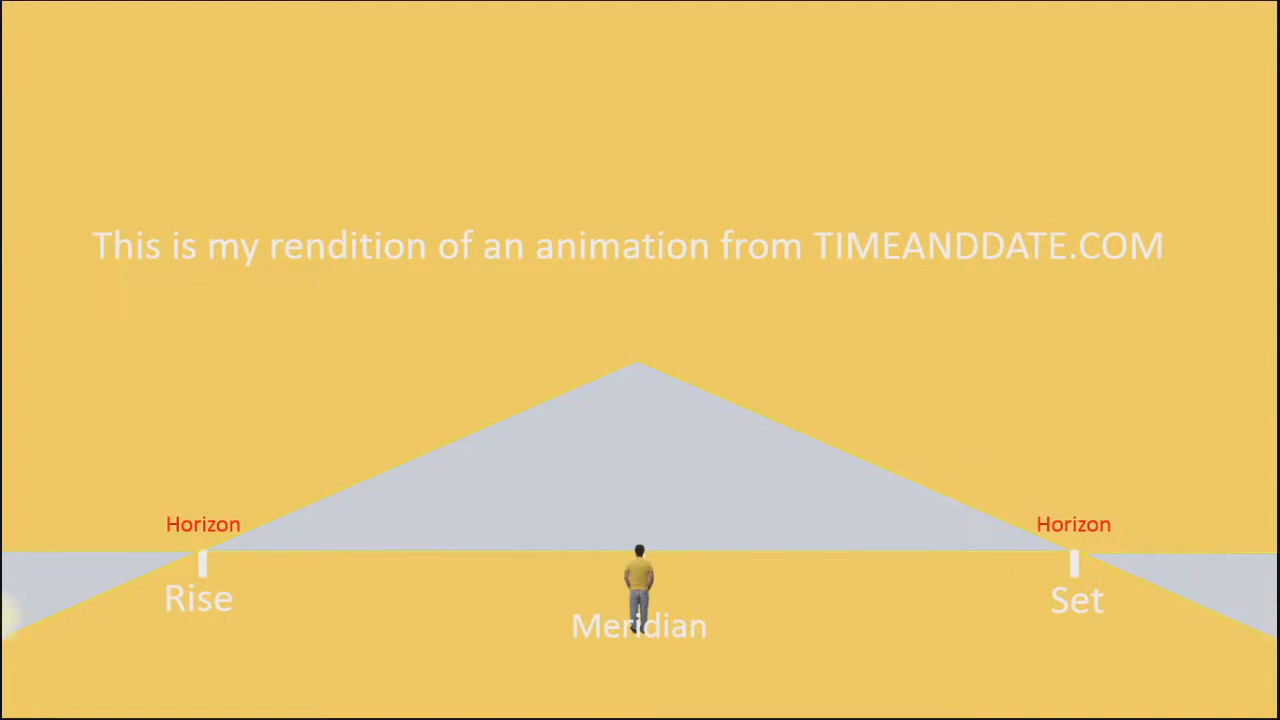 This is my rendition of an animation from TIMEANDDATE.COM
Horizon
Horizon
Rise
Set
Meridian